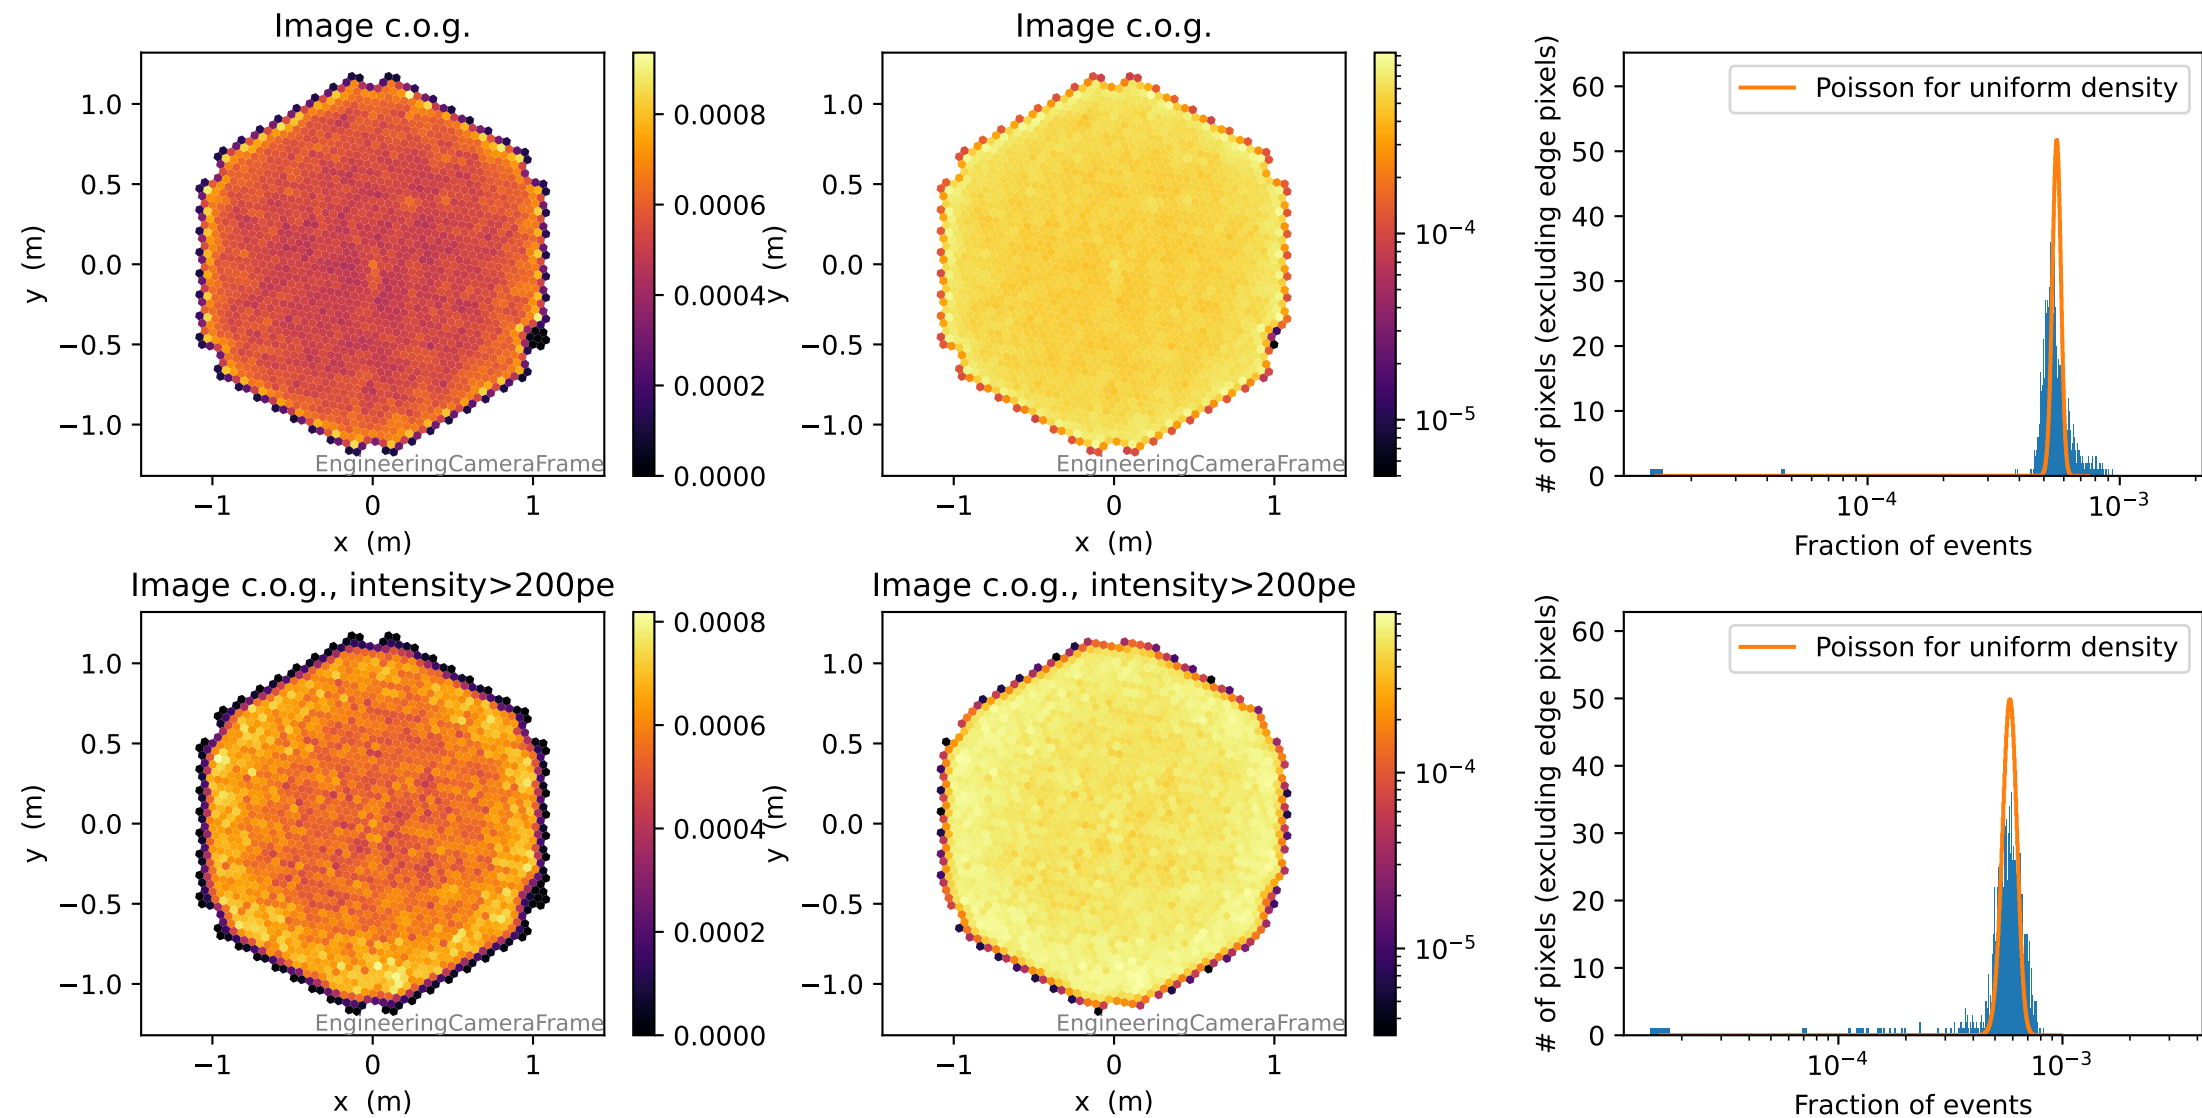 Image c.o.g.
1.0
0.5
0.0
−0.5
−1.0
y (m)
−1 0 1
x (m)
EngineeringCameraFrame
0.0008
0.0006
0.0004
0.0002
0.0000
Image c.o.g.
1.0
0.5
0.0
−0.5
−1.0
y (m)
−1 0 1
x (m)
EngineeringCameraFrame
10⁻⁴
10⁻⁵
# of pixels (excluding edge pixels)
60
50
40
30
20
10
0
Poisson for uniform density
10⁻⁴ 10⁻³
Fraction of events
Image c.o.g., intensity>200pe
1.0
0.5
0.0
−0.5
−1.0
y (m)
−1 0 1
x (m)
EngineeringCameraFrame
0.0008
0.0006
0.0004
0.0002
0.0000
Image c.o.g., intensity>200pe
1.0
0.5
0.0
−0.5
−1.0
y (m)
−1 0 1
x (m)
EngineeringCameraFrame
10⁻⁴
10⁻⁵
# of pixels (excluding edge pixels)
60
50
40
30
20
10
0
Poisson for uniform density
10⁻⁴ 10⁻³
Fraction of events